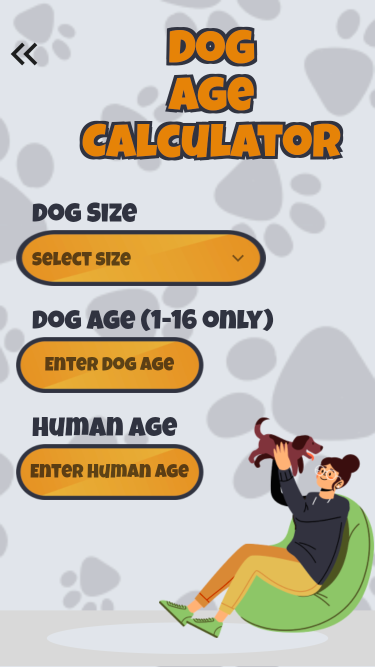 DOG
AGE
CALCULATOR
DOG SIZE
SELECT SIZE
DOG AGE (1-16 ONLY)
ENTER DOG AGE
HUMAN AGE
ENTER HUMAN AGE